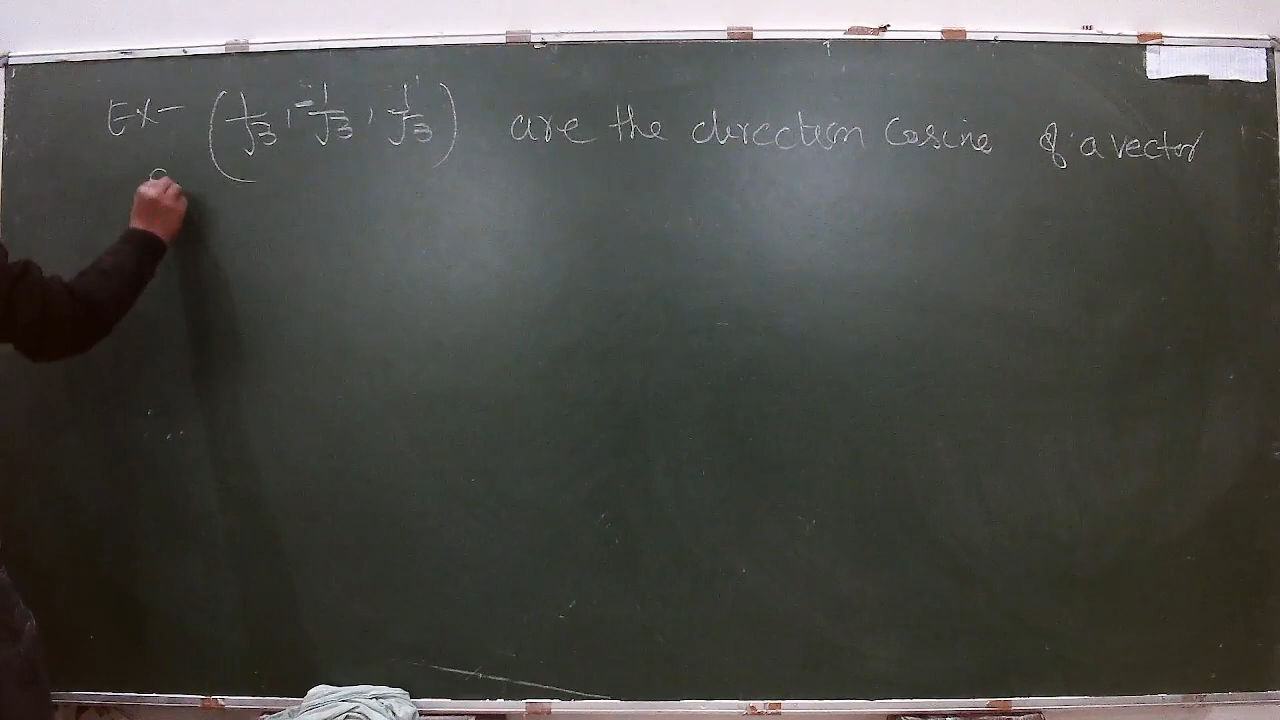 Ex- (1/√3, -1/√3, 1/√3) are the direction cosine of a vector